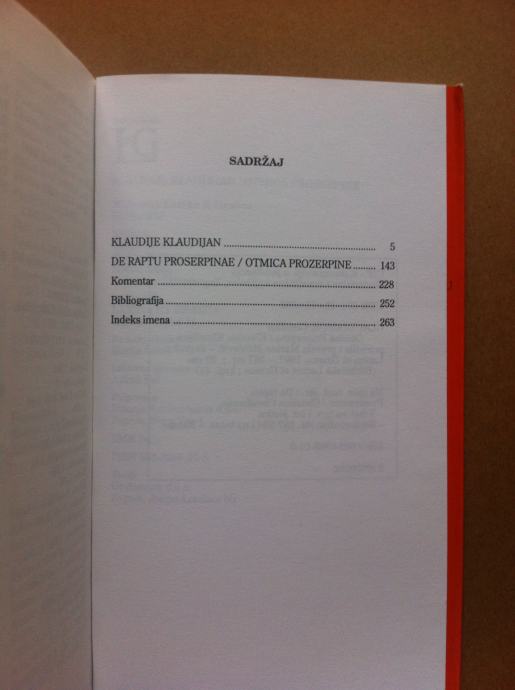 SADRŽAJ
KLAUDIJE KLAUDIJAN ........................................ 5
DE RAPTU PROSERPINAE / OTMICA PROZERPINE ...... 143
Komentar .......................................................... 228
Bibliografija ........................................................ 252
Indeks imena ...................................................... 263